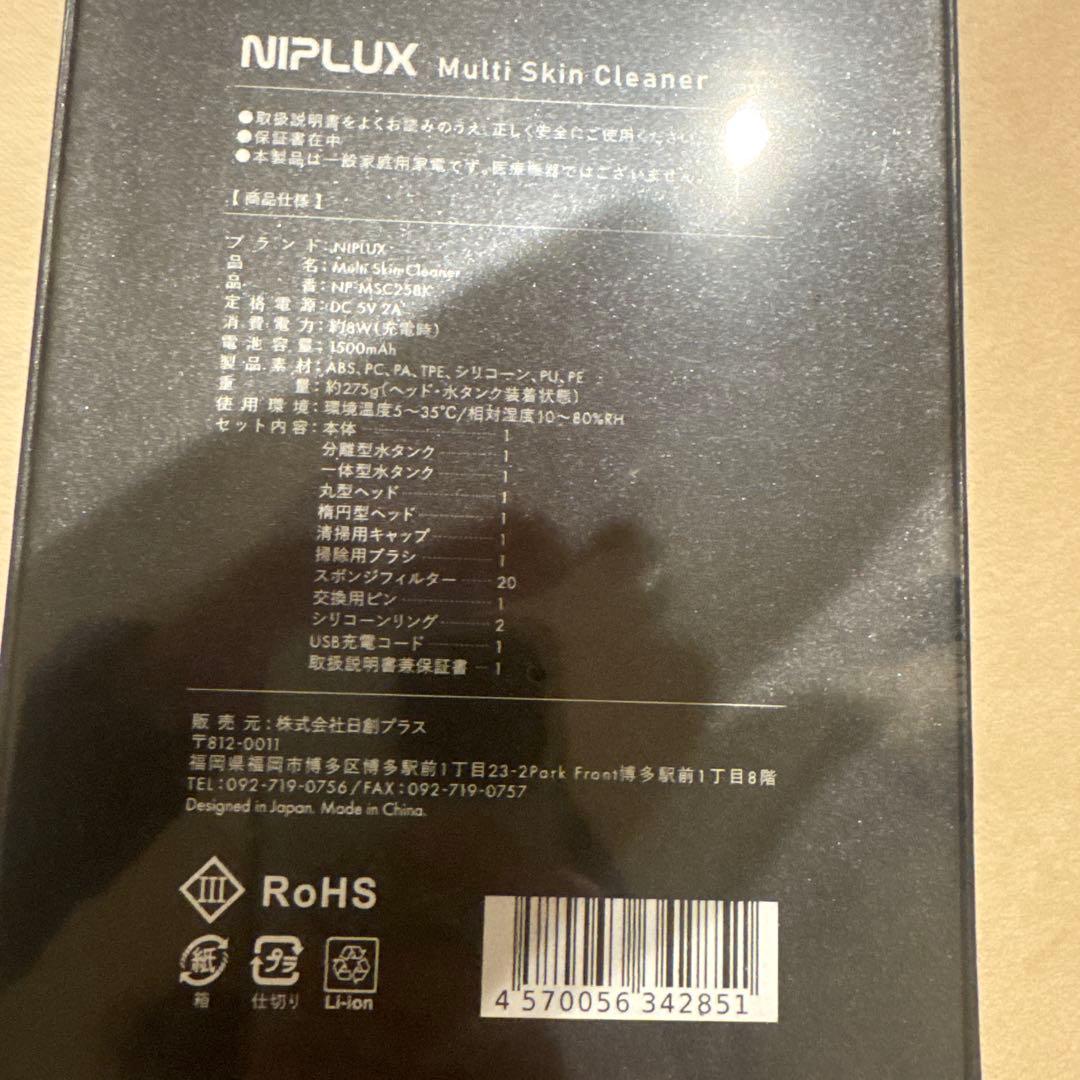 NIPLUX Multi Skin Cleaner
●取扱説明書をよくお読みのうえ、正しく安全にご使用ください。
●保証書在中
●本製品は一般家庭用家電です。医療機器ではございません。
【商品仕様】
ブランド：NIPLUX
品名：Multi Skin Cleaner
品番：NP-MSC25BK
定格電源：DC 5V 2A
消費電力：約8W(充電時)
電池容量：1500mAh
製品素材：ABS、PC、PA、TPE、シリコーン、PU、PE
重量：約275g(ヘッド・水タンク装着状態)
使用環境：環境温度5～35℃/相対湿度10～80%RH
セット内容：本体 1
分離型水タンク 1
一体型水タンク 1
丸型ヘッド 1
楕円型ヘッド 1
清掃用キャップ 1
掃除用ブラシ 1
スポンジフィルター 20
交換用ピン 1
シリコーンリング 2
USB充電コード 1
取扱説明書兼保証書 1
販売元：株式会社日創プラス
〒812-0011
福岡県福岡市博多区博多駅前1丁目23-2Park Front博多駅前1丁目8階
TEL：092-719-0756/FAX：092-719-0757
Designed in Japan. Made in China.
III RoHS
紙 プラ
箱 仕切り Li-ion
4 570056 342851